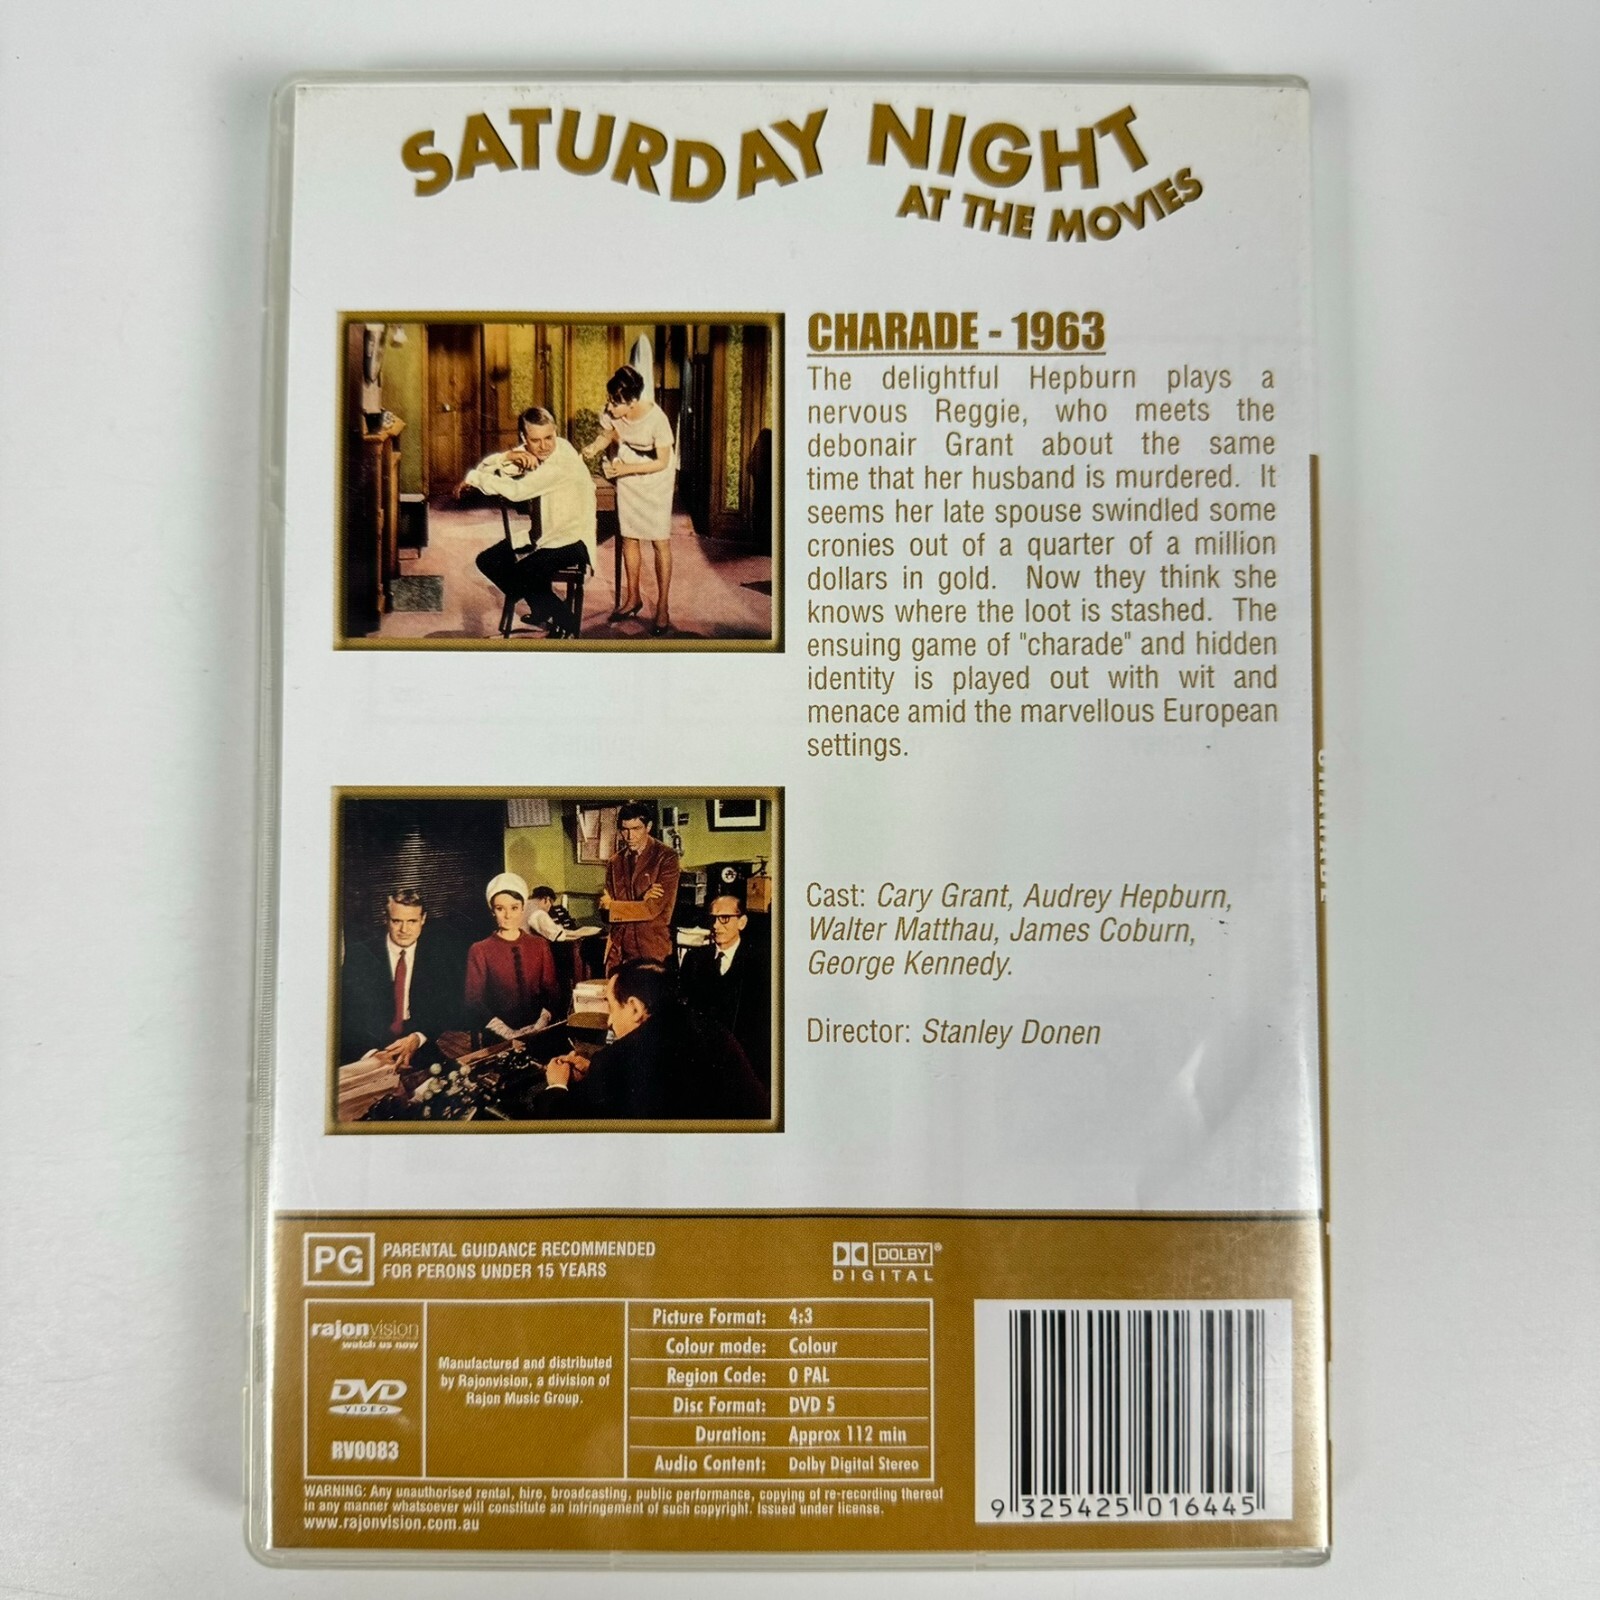 SATURDAY NIGHT
AT THE MOVIES
CHARADE - 1963
The delightful Hepburn plays a
nervous Reggie, who meets the
debonair Grant about the same
time that her husband is murdered. It
seems her late spouse swindled some
cronies out of a quarter of a million
dollars in gold. Now they think she
knows where the loot is stashed. The
ensuing game of "charade" and hidden
identity is played out with wit and
menace amid the marvellous European
settings.
Cast: Cary Grant, Audrey Hepburn,
Walter Matthau, James Coburn,
George Kennedy.
Director: Stanley Donen
PG
PARENTAL GUIDANCE RECOMMENDED
FOR PERONS UNDER 15 YEARS
DOLBY®
DIGITAL
rajonvision
watch us now
DVD
VIDEO
RV0083
Manufactured and distributed
by Rajonvision, a division of
Rajon Music Group.
Picture Format: 4:3
Colour mode: Colour
Region Code: 0 PAL
Disc Format: DVD 5
Duration: Approx 112 min
Audio Content: Dolby Digital Stereo
WARNING: Any unauthorised rental, hire, broadcasting, public performance, copying of re-recording thereof
in any manner whatsoever will constitute an infringement of such copyright. Issued under license.
www.rajonvision.com.au
9 325425 016445